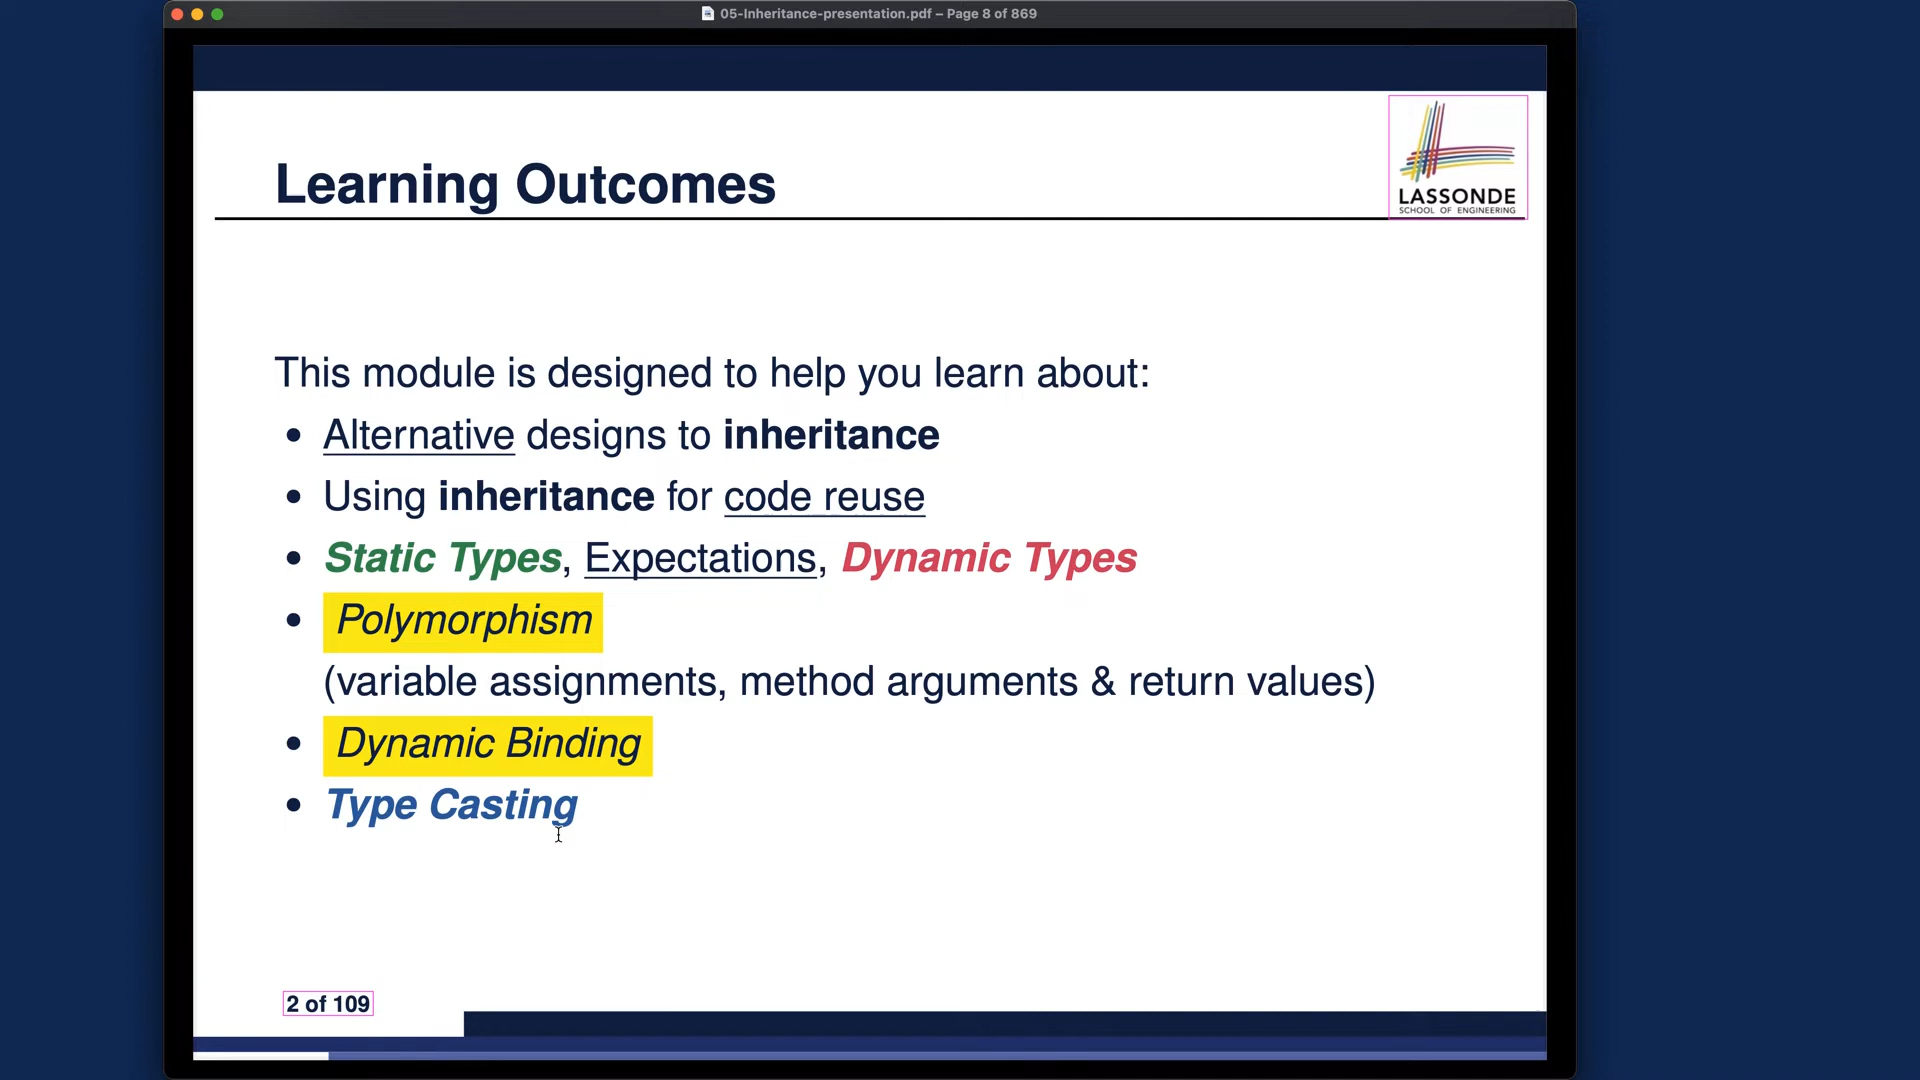 05-Inheritance-presentation.pdf – Page 8 of 869
LASSONDE
SCHOOL OF ENGINEERING
Learning Outcomes
This module is designed to help you learn about:
• Alternative designs to inheritance
• Using inheritance for code reuse
• Static Types, Expectations, Dynamic Types
• Polymorphism
(variable assignments, method arguments & return values)
• Dynamic Binding
• Type Casting
2 of 109